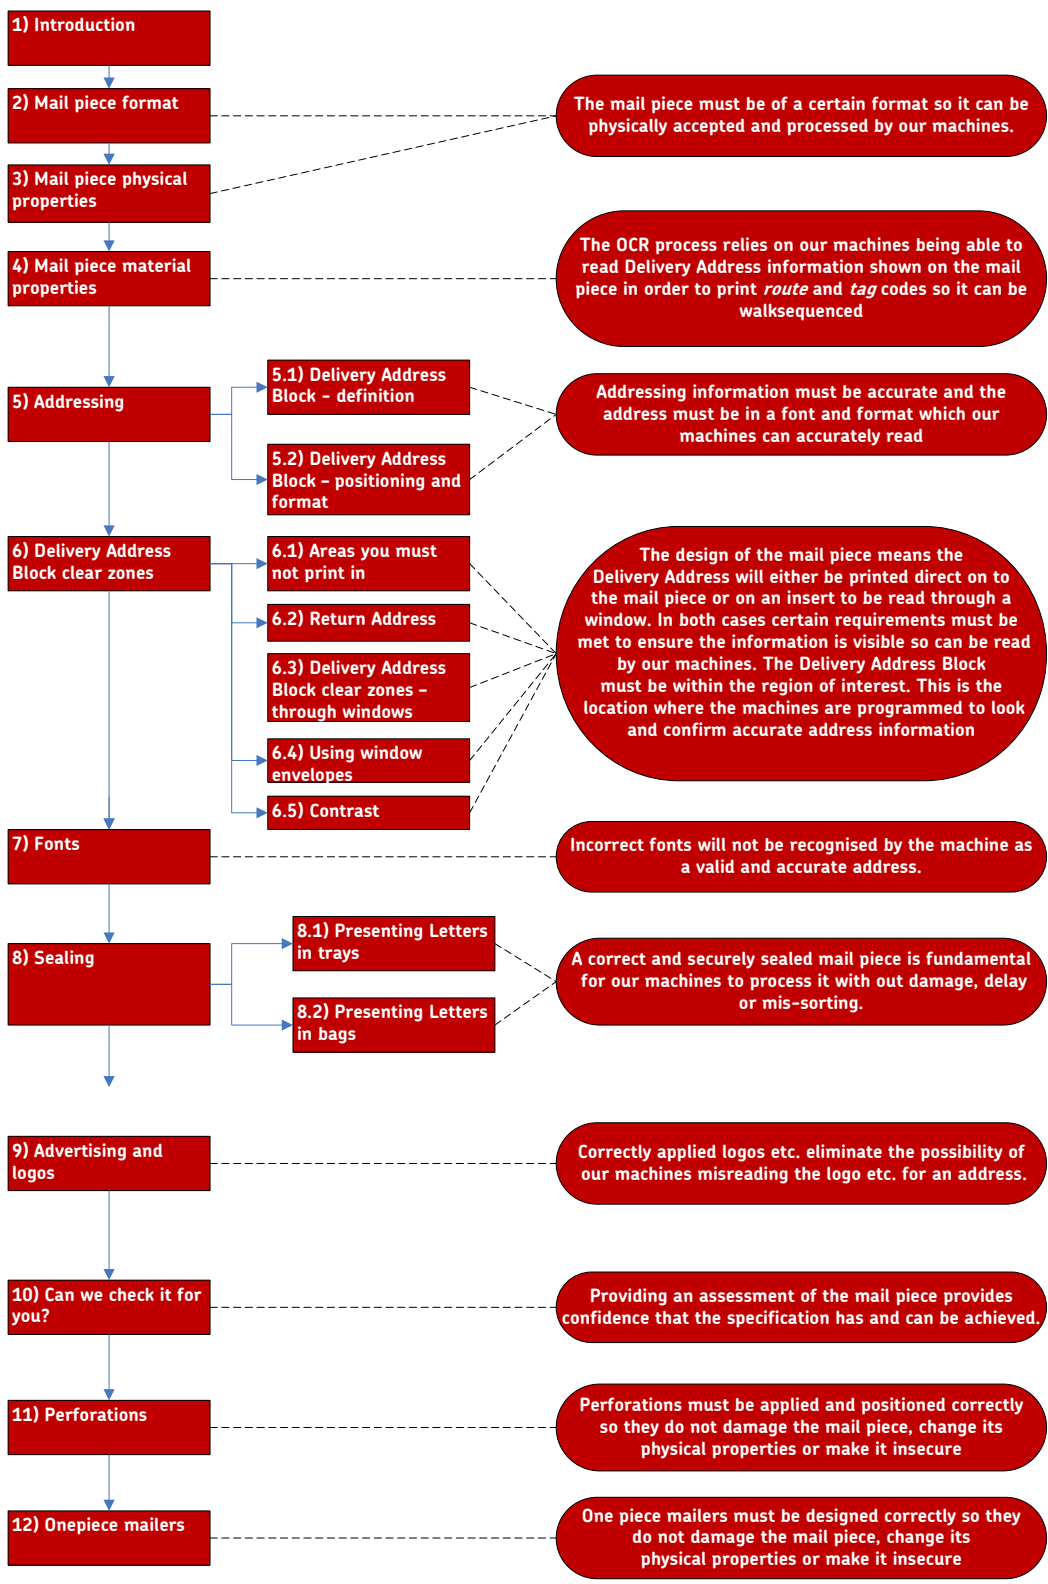 1) Introduction
2) Mail piece format
The mail piece must be of a certain format so it can be
physically accepted and processed by our machines.
3) Mail piece physical
properties
4) Mail piece material
properties
The OCR process relies on our machines being able to
read Delivery Address information shown on the mail
piece in order to print route and tag codes so it can be
walksequenced
5) Addressing
5.1) Delivery Address
Block - definition
5.2) Delivery Address
Block – positioning and
format
Addressing information must be accurate and the
address must be in a font and format which our
machines can accurately read
6) Delivery Address
Block clear zones
6.1) Areas you must
not print in
6.2) Return Address
6.3) Delivery Address
Block clear zones –
through windows
6.4) Using window
envelopes
6.5) Contrast
The design of the mail piece means the
Delivery Address will either be printed direct on to
the mail piece or on an insert to be read through a
window. In both cases certain requirements must be
met to ensure the information is visible so can be read
by our machines. The Delivery Address Block
must be within the region of interest. This is the
location where the machines are programmed to look
and confirm accurate address information
7) Fonts
Incorrect fonts will not be recognised by the machine as
a valid and accurate address.
8) Sealing
8.1) Presenting Letters
in trays
8.2) Presenting Letters
in bags
A correct and securely sealed mail piece is fundamental
for our machines to process it with out damage, delay
or mis-sorting.
9) Advertising and
logos
Correctly applied logos etc. eliminate the possibility of
our machines misreading the logo etc. for an address.
10) Can we check it for
you?
Providing an assessment of the mail piece provides
confidence that the specification has and can be achieved.
11) Perforations
Perforations must be applied and positioned correctly
so they do not damage the mail piece, change its
physical properties or make it insecure
12) Onepiece mailers
One piece mailers must be designed correctly so they
do not damage the mail piece, change its
physical properties or make it insecure